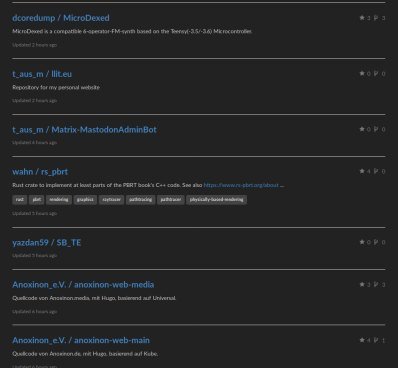 dcoredump / MicroDexed
3 3
MicroDexed is a compatible 6-operator-FM-synth based on the Teensy(-3.5/-3.6) Microcontroller.
Updated 2 hours ago
t_aus_m / llit.eu
0 0
Repository for my personal website
Updated 2 hours ago
t_aus_m / Matrix-MastodonAdminBot
0 0
Updated 4 hours ago
wahn / rs_pbrt
4 0
Rust crate to implement at least parts of the PBRT book's C++ code. See also https://www.rs-pbrt.org/about ...
rust pbrt rendering graphics raytracer pathtracing pathtracer physically-based-rendering
Updated 5 hours ago
yazdan59 / SB_TE
0 0
Updated 5 hours ago
Anoxinon_e.V. / anoxinon-web-media
3 3
Quellcode von Anoxinon.media, mit Hugo, basierend auf Universal.
Updated 6 hours ago
Anoxinon_e.V. / anoxinon-web-main
4 1
Quellcode von Anoxinon.de, mit Hugo, basierend auf Kube.
Updated 6 hours ago